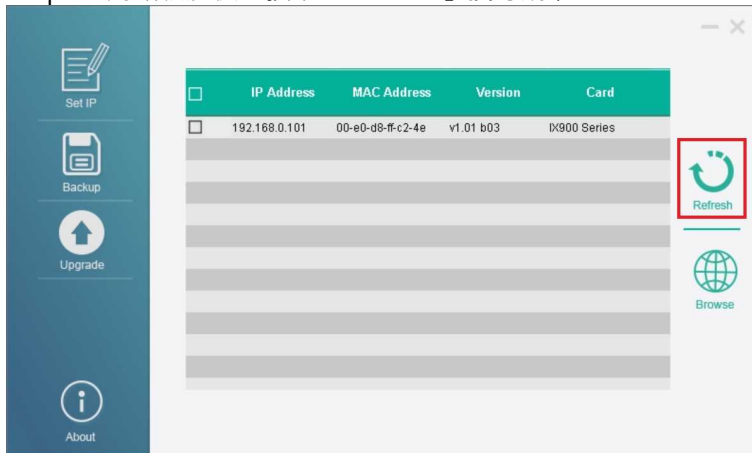 Set IP
Backup
Upgrade
About
IP Address MAC Address Version Card
192.168.0.101 00-e0-d8-ff-c2-4e v1.01 b03 IX900 Series
Refresh
Browse